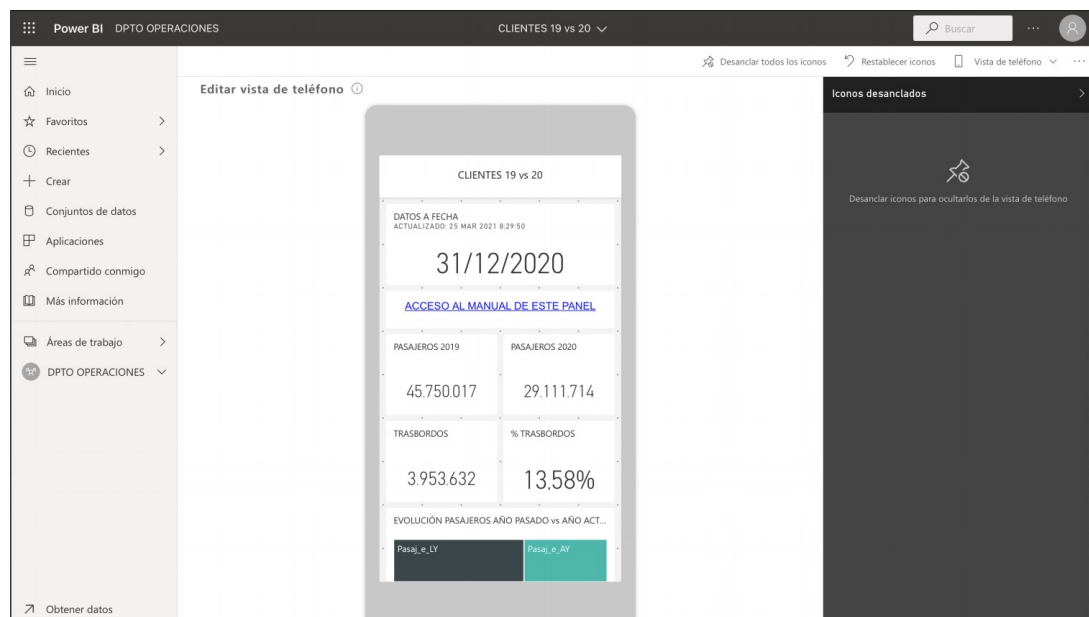 Power BI DPTO OPERACIONES CLIENTES 19 vs 20 Buscar
Desanclar todos los iconos Restablecer iconos Vista de teléfono
Inicio
Favoritos
Recientes
Crear
Conjuntos de datos
Aplicaciones
Compartido conmigo
Más información
Áreas de trabajo
DPTO OPERACIONES
Obtener datos
Editar vista de teléfono
CLIENTES 19 vs 20
DATOS A FECHA
ACTUALIZADO: 25 MAR 2021 8:29:50
31/12/2020
ACCESO AL MANUAL DE ESTE PANEL
PASAJEROS 2019 PASAJEROS 2020
45.750.017 29.111.714
TRASBORDOS % TRASBORDOS
3.953.632 13,58%
EVOLUCIÓN PASAJEROS AÑO PASADO vs AÑO ACT...
Pasaj_e_LY Pasaj_e_AY
Iconos desanclados
Desanclar iconos para ocultarlos de la vista de teléfono